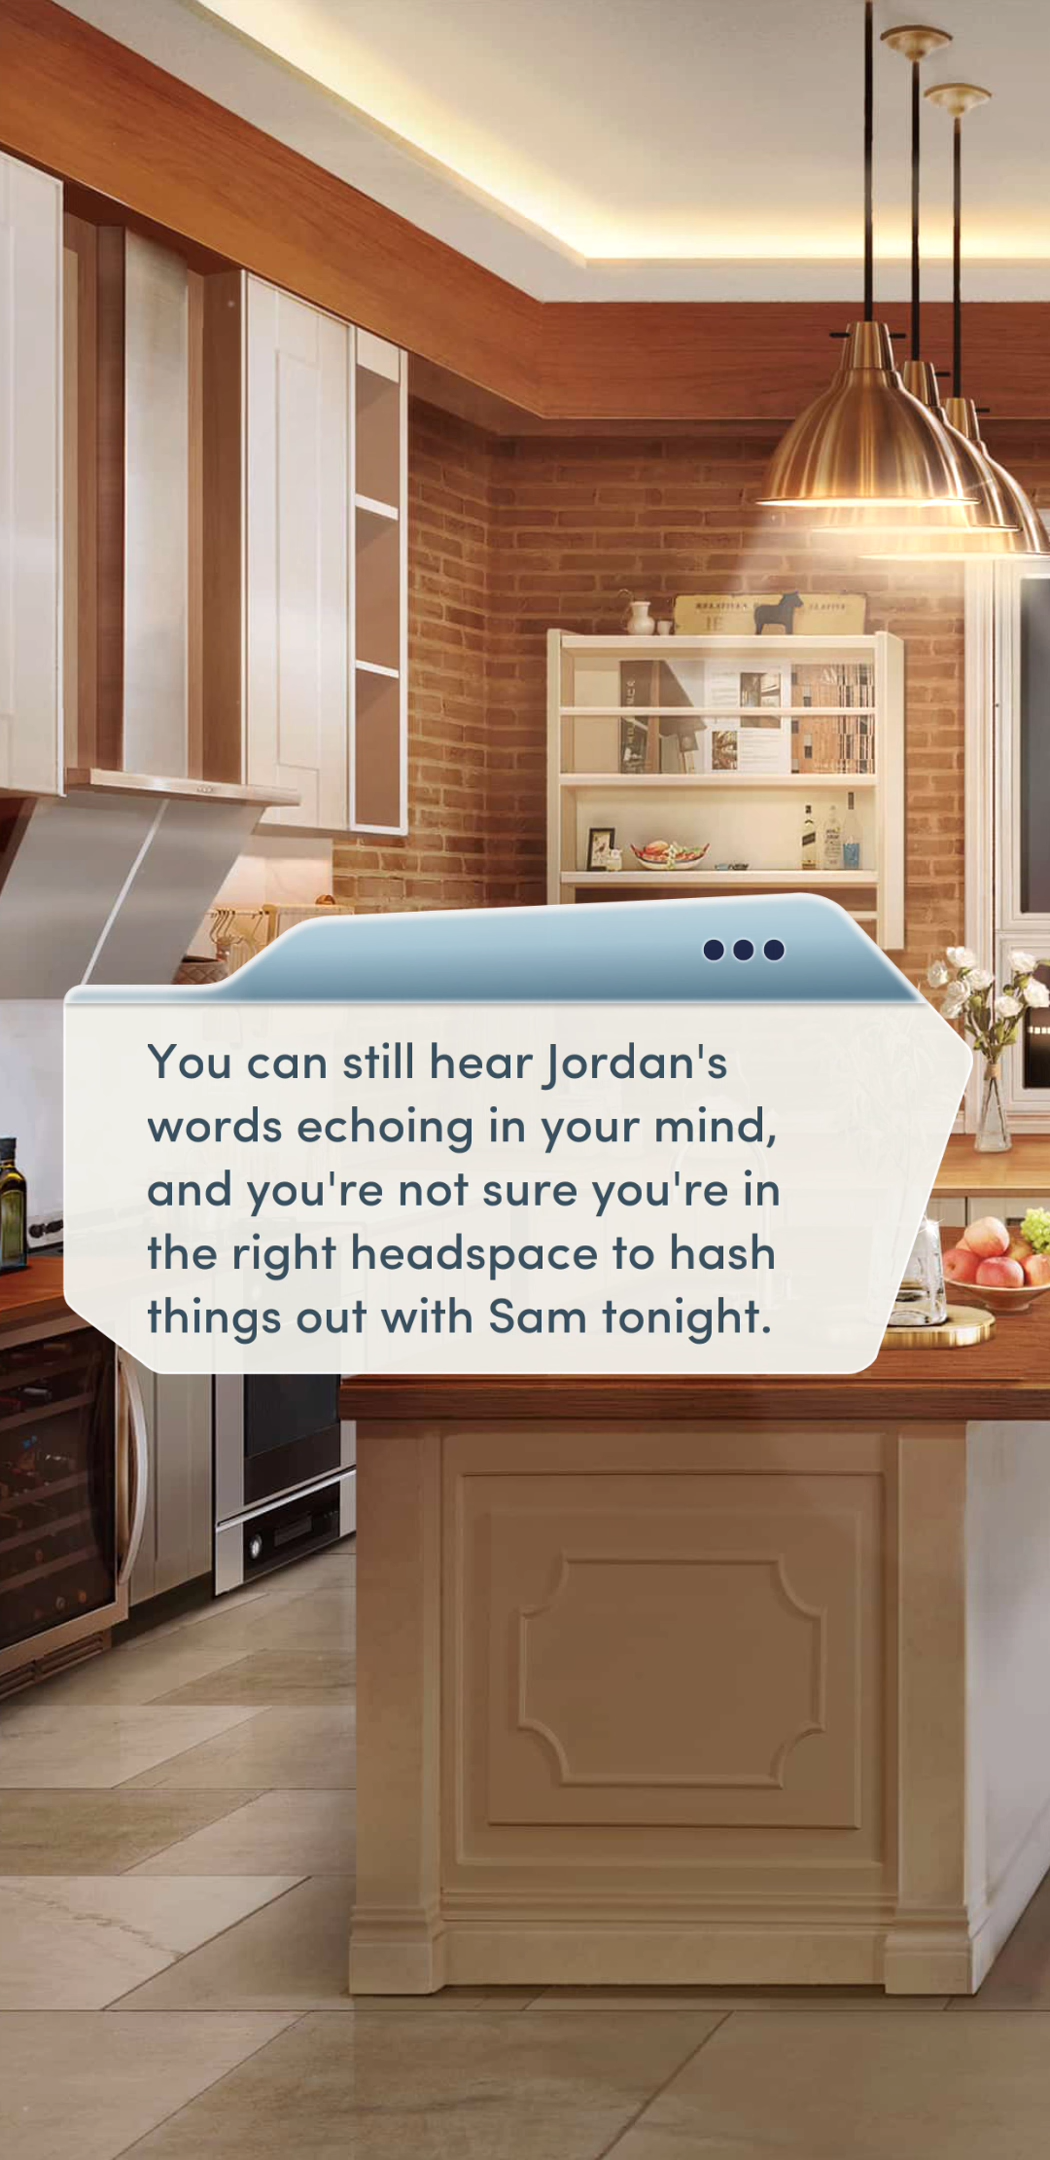 You can still hear Jordan's
words echoing in your mind,
and you're not sure you're in
the right headspace to hash
things out with Sam tonight.